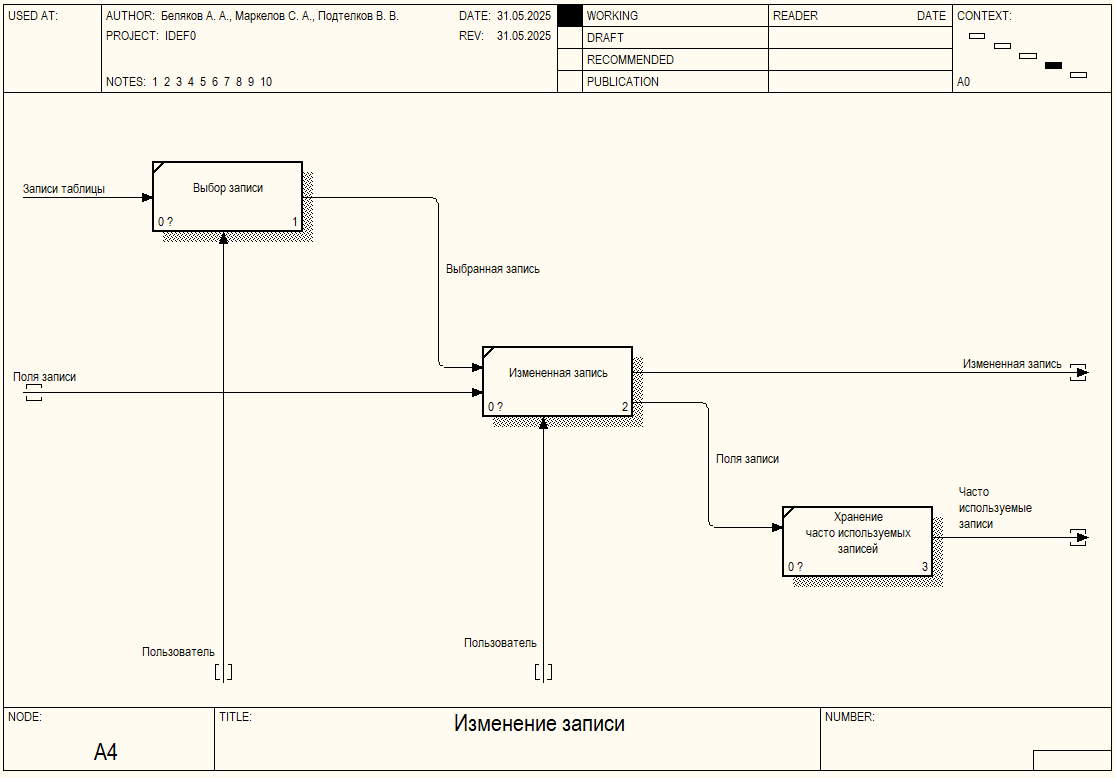 USED AT:
AUTHOR: Беляков А. А., Маркелов С. А., Подтелков В. В.
DATE: 31.05.2025
PROJECT: IDEF0
REV: 31.05.2025
NOTES: 1 2 3 4 5 6 7 8 9 10
WORKING
DRAFT
RECOMMENDED
PUBLICATION
READER DATE
CONTEXT:
A0
Записи таблицы
Выбор записи
0 ? 1
Выбранная запись
Поля записи
Измененная запись
0 ? 2
Измененная запись
Поля записи
Часто
используемые
записи
Хранение
часто используемых
записей
0 ? 3
Пользователь
Пользователь
NODE:
A4
TITLE:
Изменение записи
NUMBER: